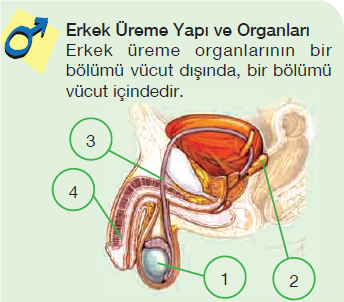 Erkek Üreme Yapı ve Organları
Erkek üreme organlarının bir
bölümü vücut dışında, bir bölümü
vücut içindedir.
3
4
1
2